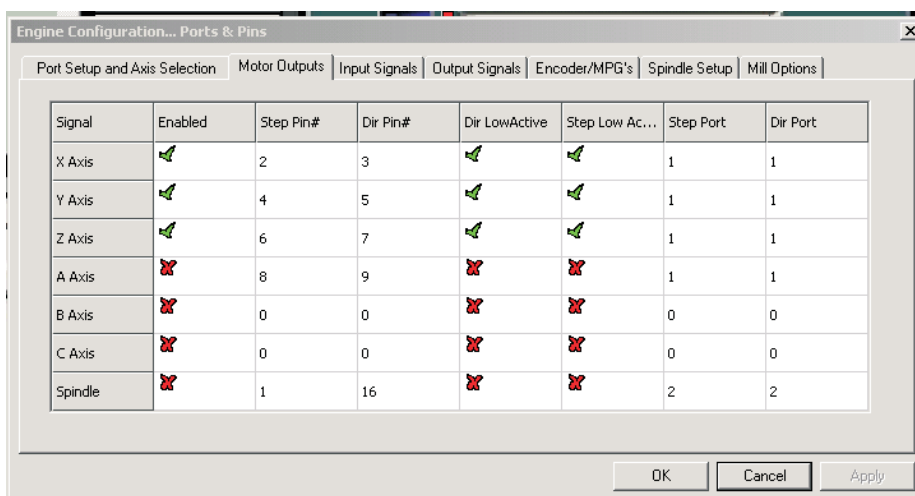 Engine Configuration... Ports & Pins
Port Setup and Axis Selection Motor Outputs Input Signals Output Signals Encoder/MPG's Spindle Setup Mill Options
Signal Enabled Step Pin# Dir Pin# Dir LowActive Step Low Ac... Step Port Dir Port
X Axis 2 3 1 1
Y Axis 4 5 1 1
Z Axis 6 7 1 1
A Axis 8 9 1 1
B Axis 0 0 0 0
C Axis 0 0 0 0
Spindle 1 16 2 2
OK Cancel Apply